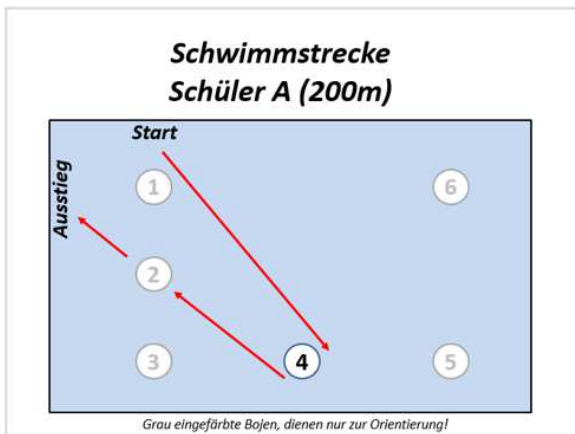 Schwimmstrecke
Schüler A (200m)
Start
Ausstieg
1
6
2
3
4
5
Grau eingefärbte Bojen, dienen nur zur Orientierung!